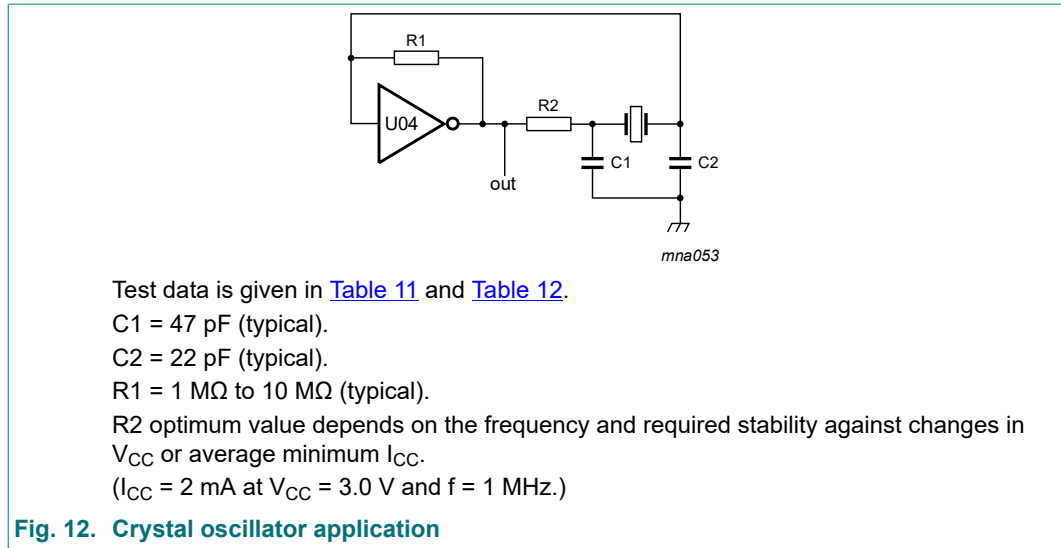 R1
R2
U04
C1
C2
out
mna053
Test data is given in Table 11 and Table 12.
C1 = 47 pF (typical).
C2 = 22 pF (typical).
R1 = 1 MΩ to 10 MΩ (typical).
R2 optimum value depends on the frequency and required stability against changes in
VCC or average minimum ICC.
(ICC = 2 mA at VCC = 3.0 V and f = 1 MHz.)
Fig. 12. Crystal oscillator application